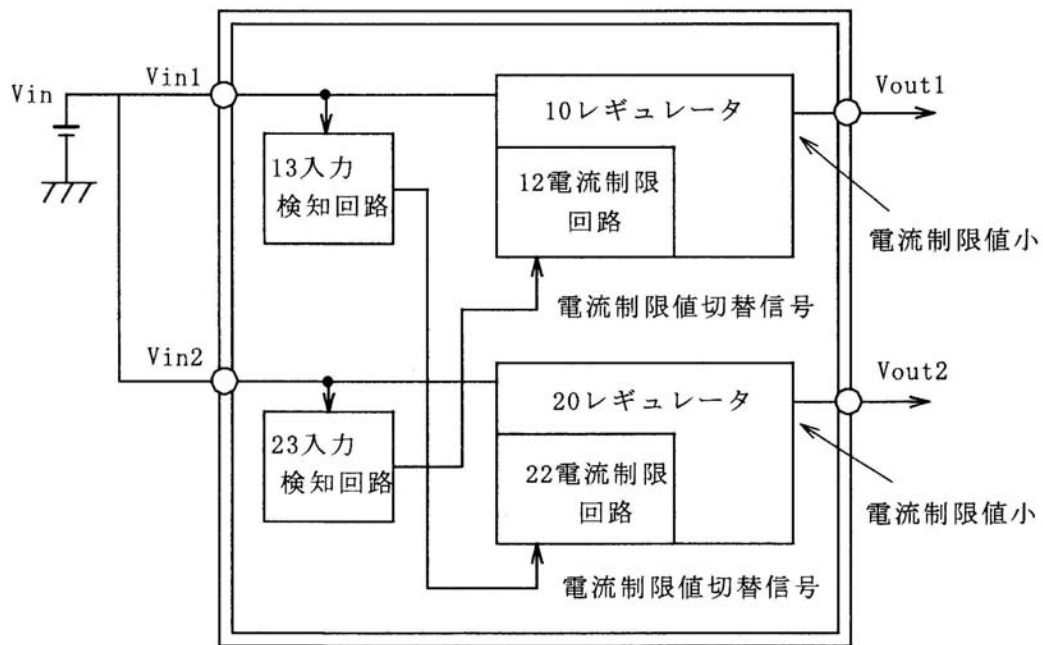 Vin
Vin1
10レギュレータ
Vout1
13入力
検知回路
12電流制限
回路
電流制限値小
電流制限値切替信号
Vin2
20レギュレータ
Vout2
23入力
検知回路
22電流制限
回路
電流制限値小
電流制限値切替信号